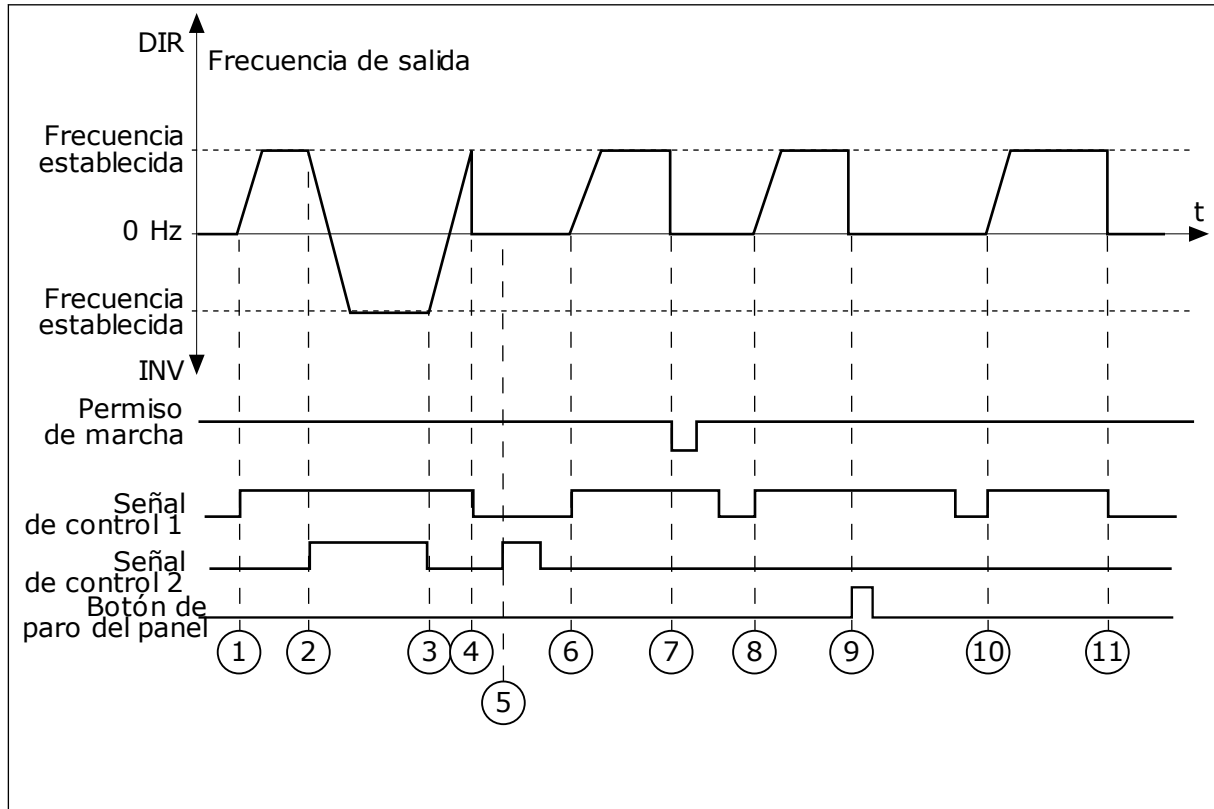 DIR
Frecuencia de salida
Frecuencia
establecida
0 Hz
t
Frecuencia
establecida
INV
Permiso
de marcha
Señal
de control 1
Señal
de control 2
Botón de
paro del panel
1
2
3
4
5
6
7
8
9
10
11